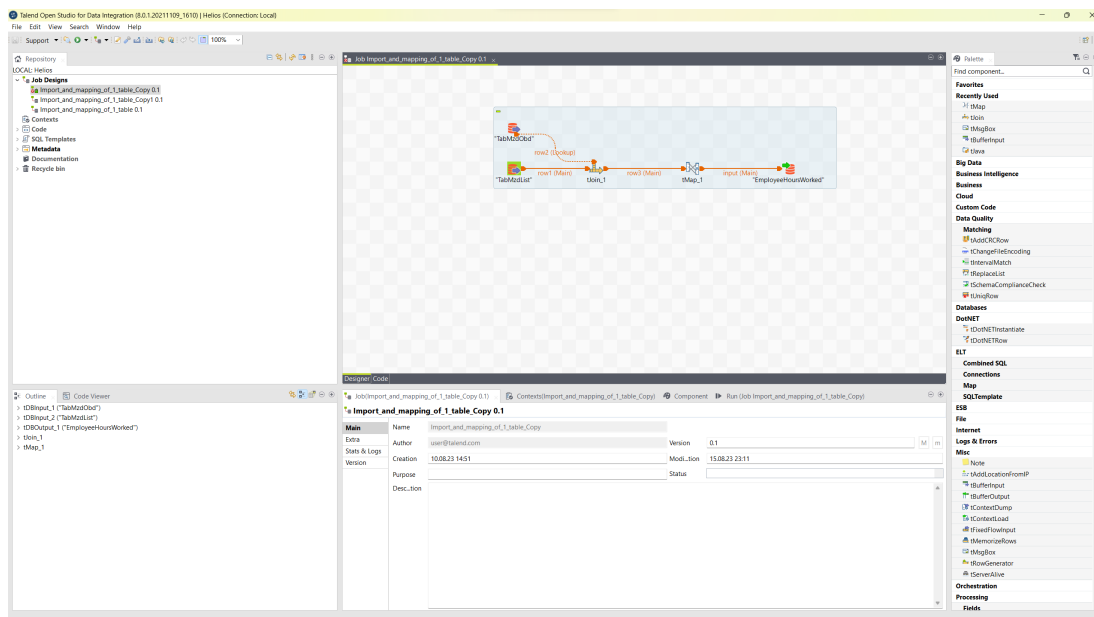 Talend Open Studio for Data Integration (8.0.1.20211109_1610) | Helios (Connection: Local)
File Edit View Search Window Help
Support 100%
Repository
LOCAL: Helios
Job Designs
Import_and_mapping_of_1_table_Copy 0.1
Import_and_mapping_of_1_table_Copy1 0.1
Import_and_mapping_of_1_table 0.1
Contexts
Code
SQL Templates
Metadata
Documentation
Recycle bin
Job Import_and_mapping_of_1_table_Copy 0.1
"TabMzdObd"
row2 (Lookup)
row1 (Main)
row3 (Main)
input (Main)
"TabMzdList"
tJoin_1
tMap_1
"EmployeeHoursWorked"
Designer Code
Palette
Find component...
Favorites
Recently Used
tMap
tJoin
tMsgBox
tBufferInput
tJava
Big Data
Business Intelligence
Business
Cloud
Custom Code
Data Quality
Matching
tAddCRCRow
tChangeFileEncoding
tIntervalMatch
tReplaceList
tSchemaComplianceCheck
tUniqRow
Databases
DotNET
tDotNETInstantiate
tDotNETRow
ELT
Combined SQL
Connections
Map
SQLTemplate
ESB
File
Internet
Logs & Errors
Misc
Note
tAddLocationFromIP
tBufferInput
tBufferOutput
tContextDump
tContextLoad
tFixedFlowInput
tMemorizeRows
tMsgBox
tRowGenerator
tServerAlive
Orchestration
Processing
Fields
Outline Code Viewer
tDBInput_1 ("TabMzdObd")
tDBInput_2 ("TabMzdList")
tDBOutput_1 ("EmployeeHoursWorked")
tJoin_1
tMap_1
Job(Import_and_mapping_of_1_table_Copy 0.1) Contexts(Import_and_mapping_of_1_table_Copy) Component Run (Job Import_and_mapping_of_1_table_Copy)
Import_and_mapping_of_1_table_Copy 0.1
Main
Extra
Stats & Logs
Version
Name Import_and_mapping_of_1_table_Copy
Author user@talend.com Version 0.1 M m
Creation 10.08.23 14:51 Modi...tion 15.08.23 23:11
Purpose Status
Desc...tion